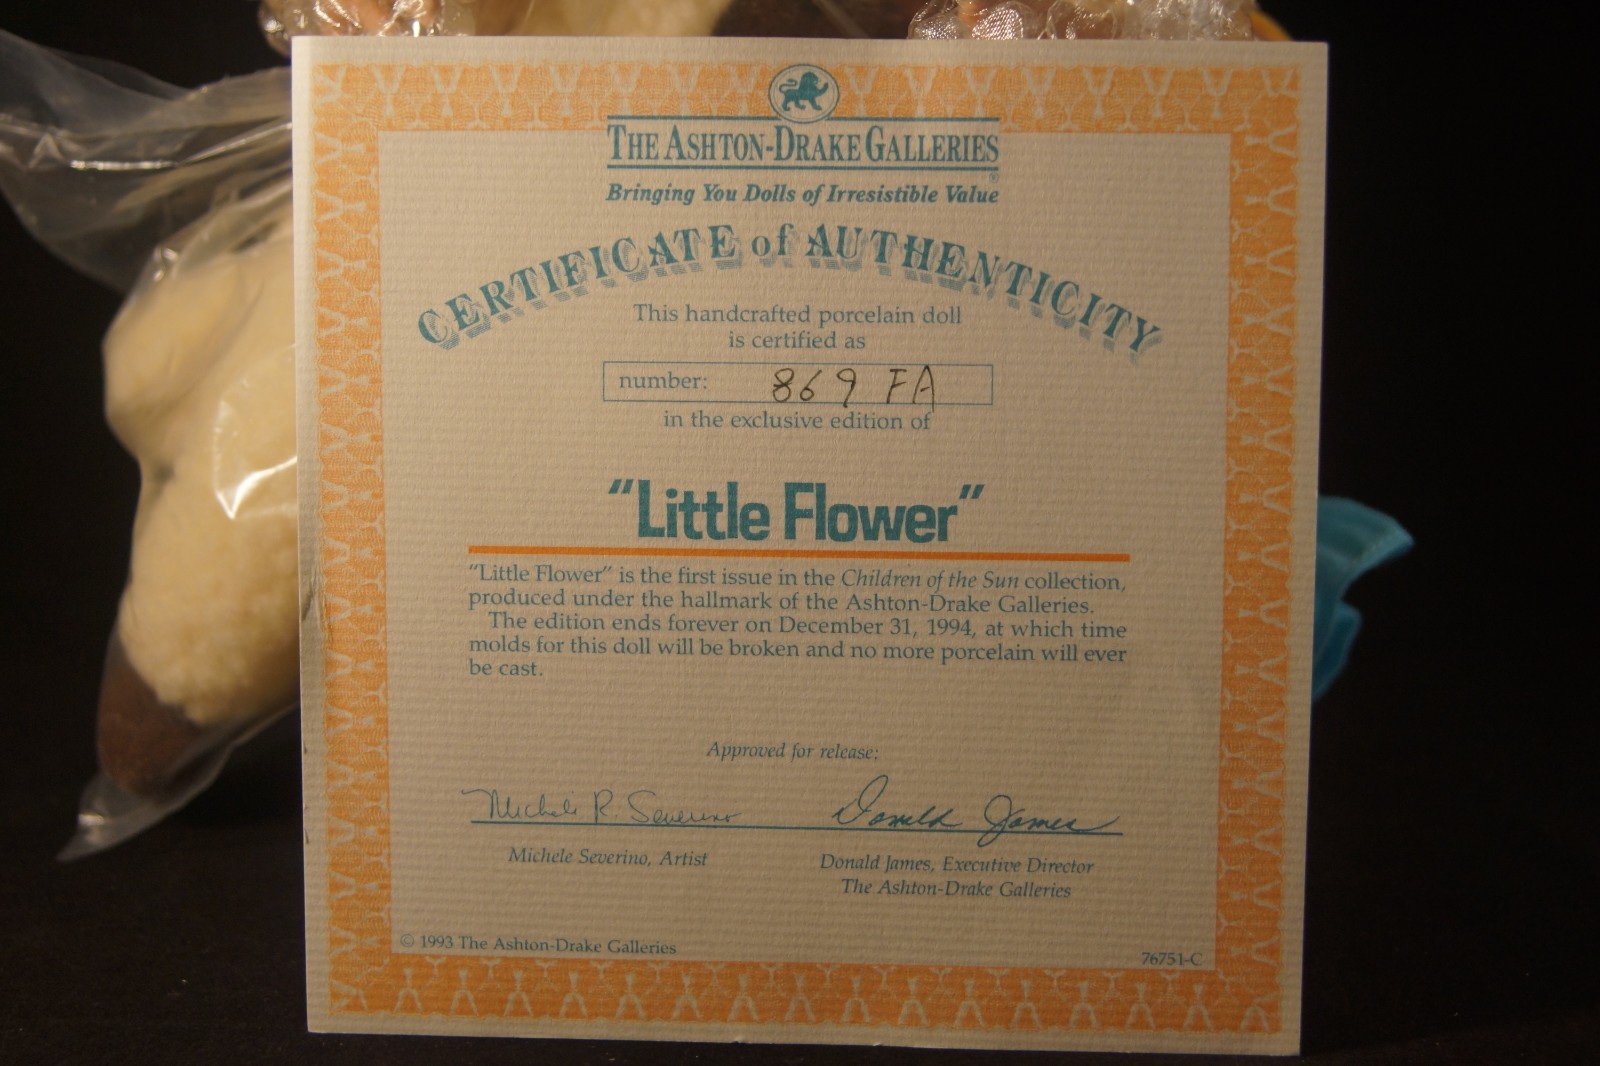 THE ASHTON-DRAKE GALLERIES®
Bringing You Dolls of Irresistible Value
CERTIFICATE of AUTHENTICITY
This handcrafted porcelain doll
is certified as
number: 869 FA
in the exclusive edition of
"Little Flower"
"Little Flower" is the first issue in the Children of the Sun collection,
produced under the hallmark of the Ashton-Drake Galleries.
The edition ends forever on December 31, 1994, at which time
molds for this doll will be broken and no more porcelain will ever
be cast.
Approved for release:
Michele R. Severino Donald James
Michele Severino, Artist
Donald James, Executive Director
The Ashton-Drake Galleries
© 1993 The Ashton-Drake Galleries
76751-C